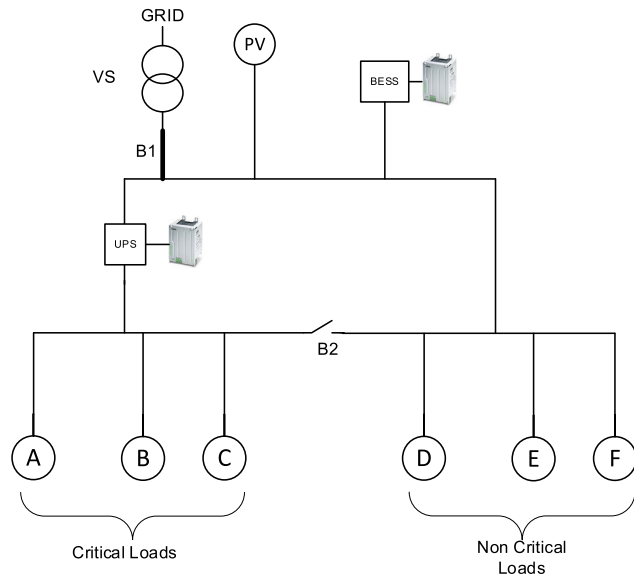 GRID
VS
PV
BESS
B1
UPS
B2
A
B
C
D
E
F
Critical Loads
Non Critical
Loads